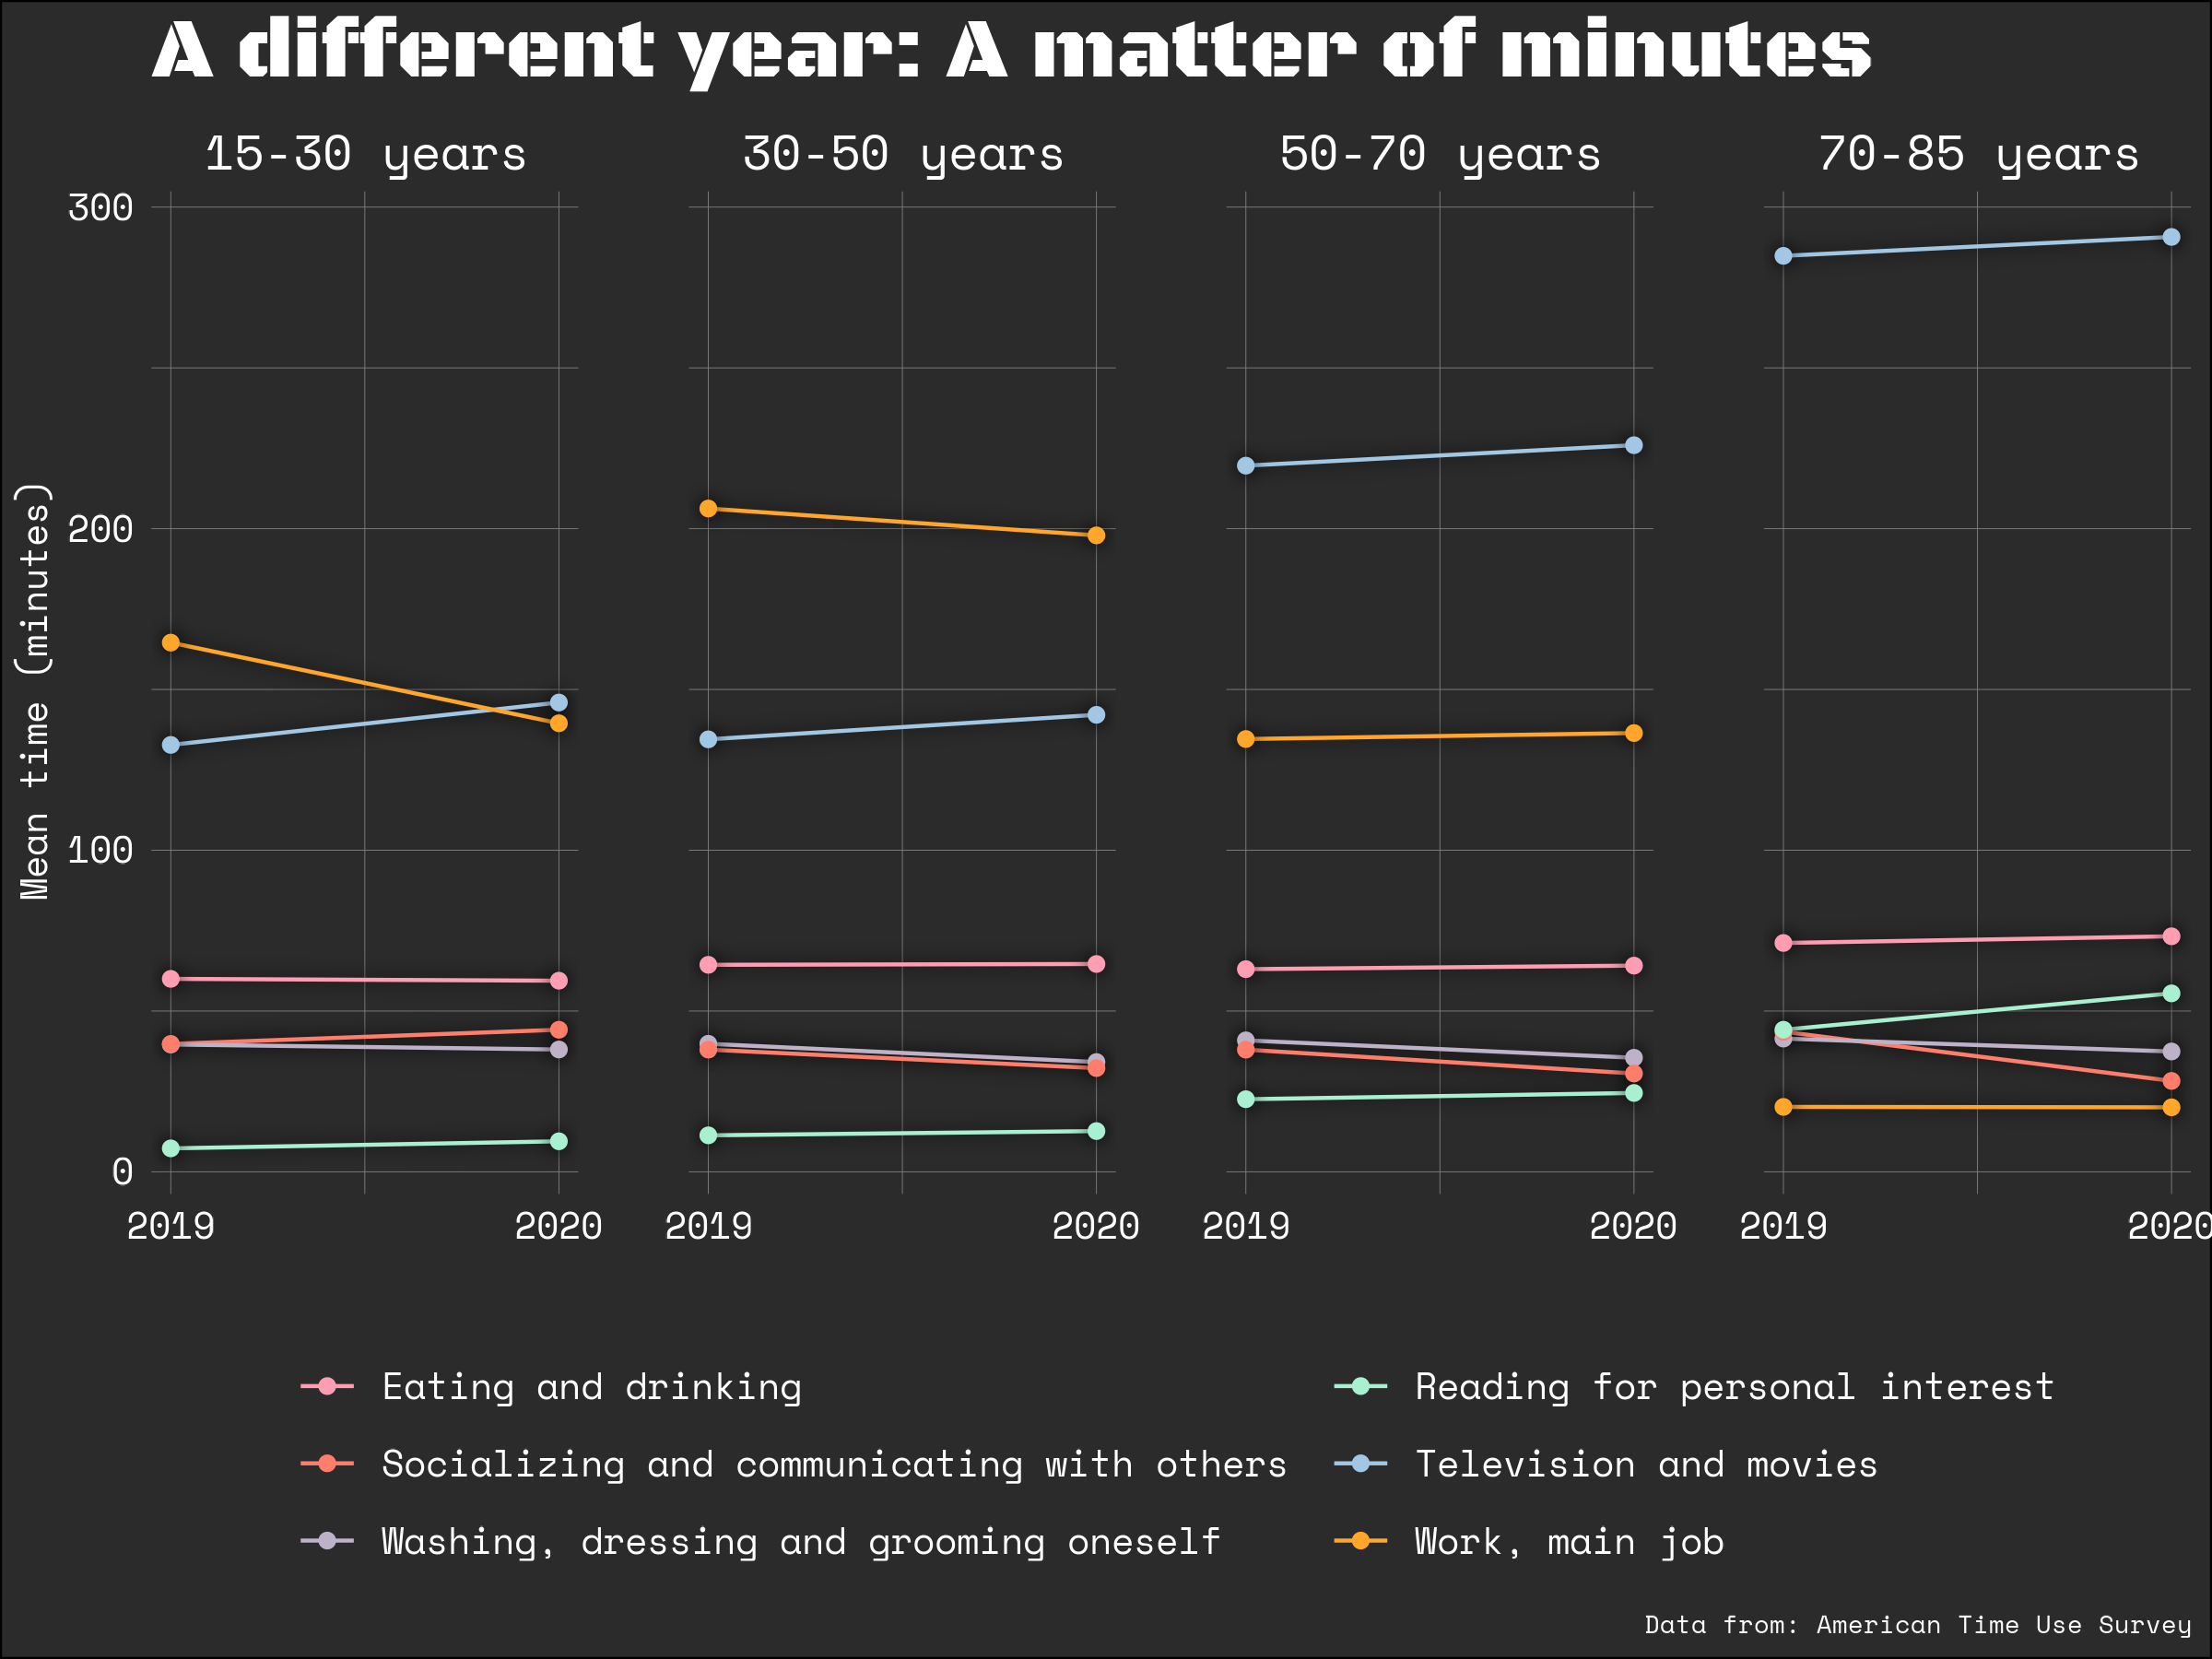 A different year: A matter of minutes
15-30 years 30-50 years 50-70 years 70-85 years
300
200
100
0
Mean time (minutes)
2019 2020 2019 2020 2019 2020 2019 2020
Eating and drinking
Socializing and communicating with others
Washing, dressing and grooming oneself
Reading for personal interest
Television and movies
Work, main job
Data from: American Time Use Survey